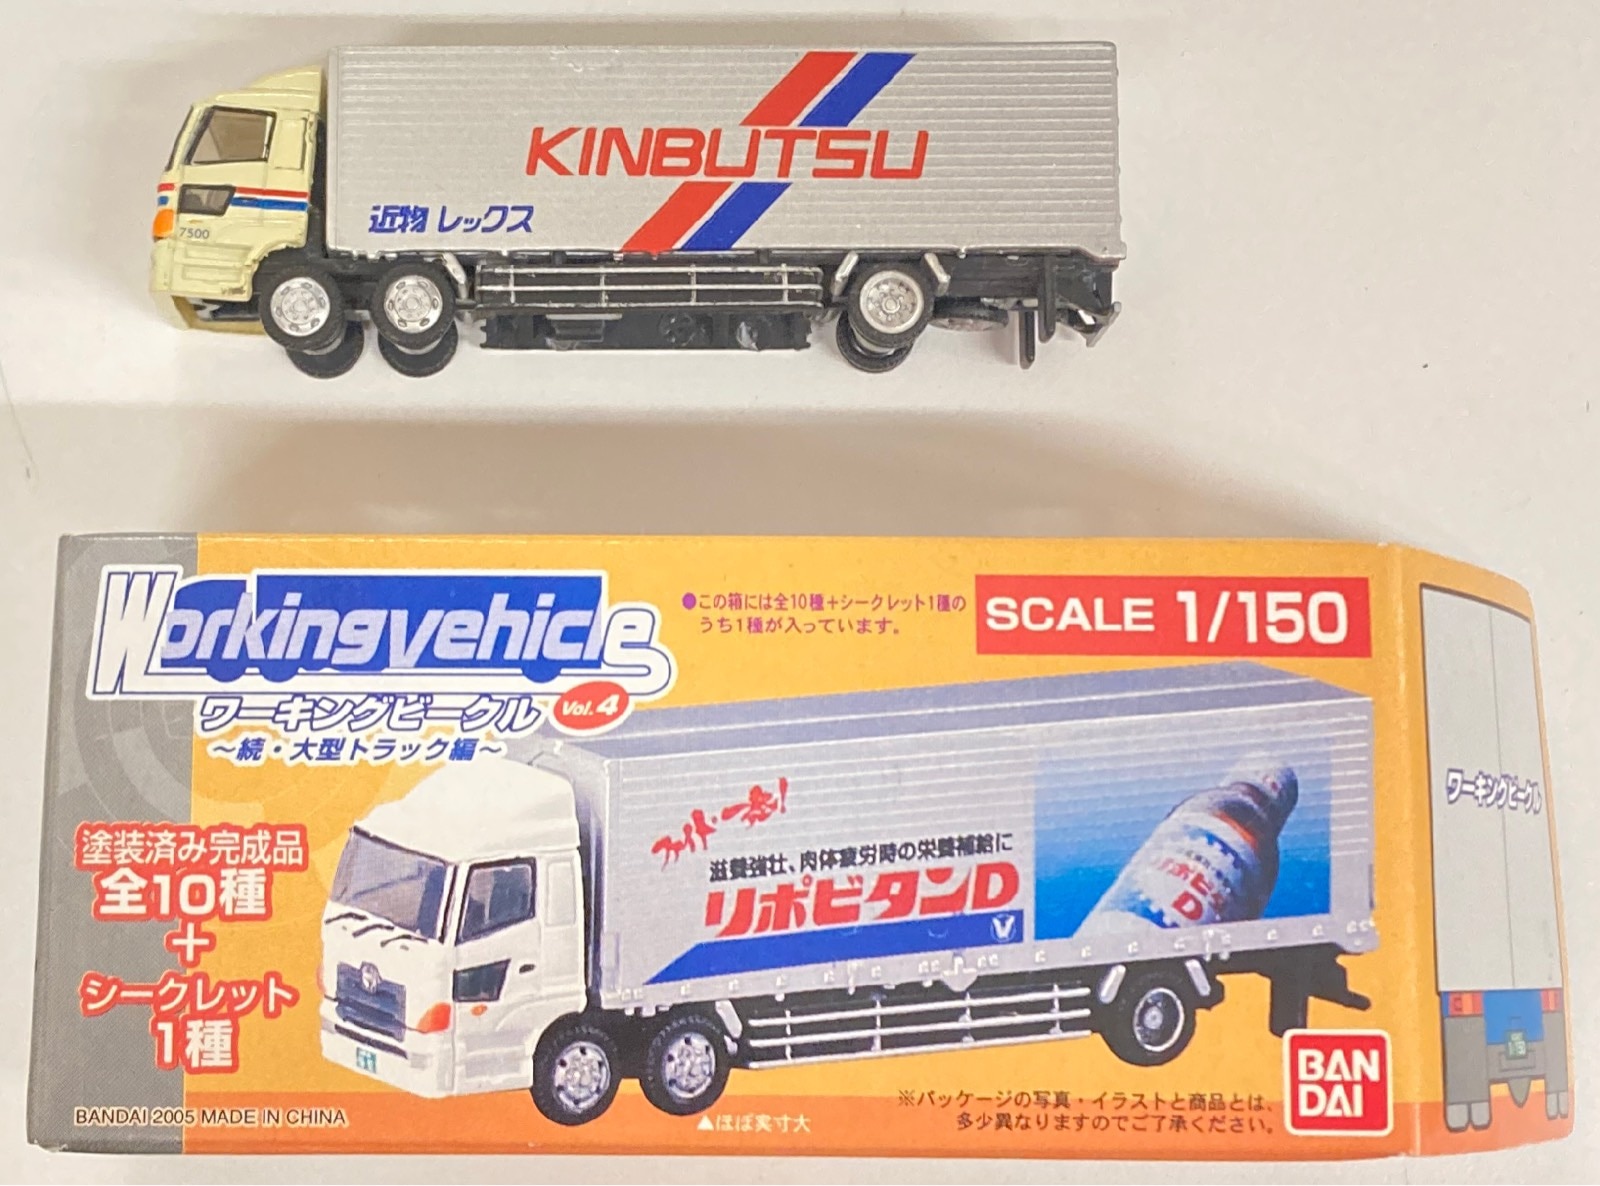 KINBUTSU
近物レックス
7500
Workingvehicle
ワーキングビークル Vol.4
～続・大型トラック編～
●この箱には全10種+シークレット1種の
うち1種が入っています。
SCALE 1/150
塗装済み完成品
全10種
+
シークレット
1種
ファイト・一発!
滋養強壮、肉体疲労時の栄養補給に
リポビタンD
リポビタン
D
ワーキングビークル
BANDAI 2005 MADE IN CHINA
▲ほぼ実寸大
※パッケージの写真・イラストと商品とは、
多少異なりますのでご了承ください。
BAN
DAI